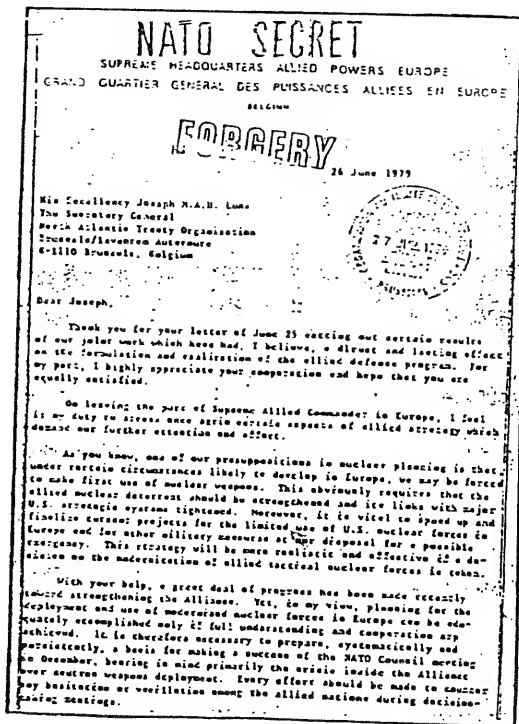 NATO SECRET
SUPREME HEADQUARTERS ALLIED POWERS EUROPE
GRAND QUARTIER GENERAL DES PUISSANCES ALLIEES EN EUROPE
BELGIUM
FORGERY
26 June 1979
His Excellency Joseph M.A.H. Luns
The Secretary General
North Atlantic Treaty Organisation
Brussels/Zaventem Autoroute
B-1110 Brussels, Belgium
27
Dear Joseph,
Thank you for your letter of June 25 setting out certain results
of our joint work which have had, I believe, a direct and lasting effect
on the formulation and realization of the allied defense program. For
my part, I highly appreciate your cooperation and hope that you are
equally satisfied.
On leaving the post of Supreme Allied Commander in Europe, I feel
it my duty to stress once again certain aspects of allied strategy which
demand our further attention and effort.
As you know, one of our presuppositions in nuclear planning is that
under certain circumstances likely to develop in Europe, we may be forced
to make first use of nuclear weapons. This obviously requires that the
allied nuclear deterrent should be strengthened and its links with major
U.S. strategic systems tightened. Moreover, it is vital to speed up and
finalize current projects for the limited use of U.S. nuclear forces in
Europe and for other military measures at our disposal for a possible
emergency. This strategy will be more realistic and effective if a de-
cision on the modernization of allied tactical nuclear forces is taken.
With your help, a great deal of progress has been made recently
toward strengthening the Alliance. Yet, in my view, planning for the
deployment and use of modernized nuclear forces in Europe can be ade-
quately accomplished only if full understanding and cooperation are
achieved. It is therefore necessary to prepare, systematically and
persistently, a basis for making a success of the NATO Council meeting
in December, bearing in mind primarily the crisis inside the Alliance
over neutron weapons deployment. Every effort should be made to counter
any hesitation or vacillation among the allied nations during decision-
making meetings.